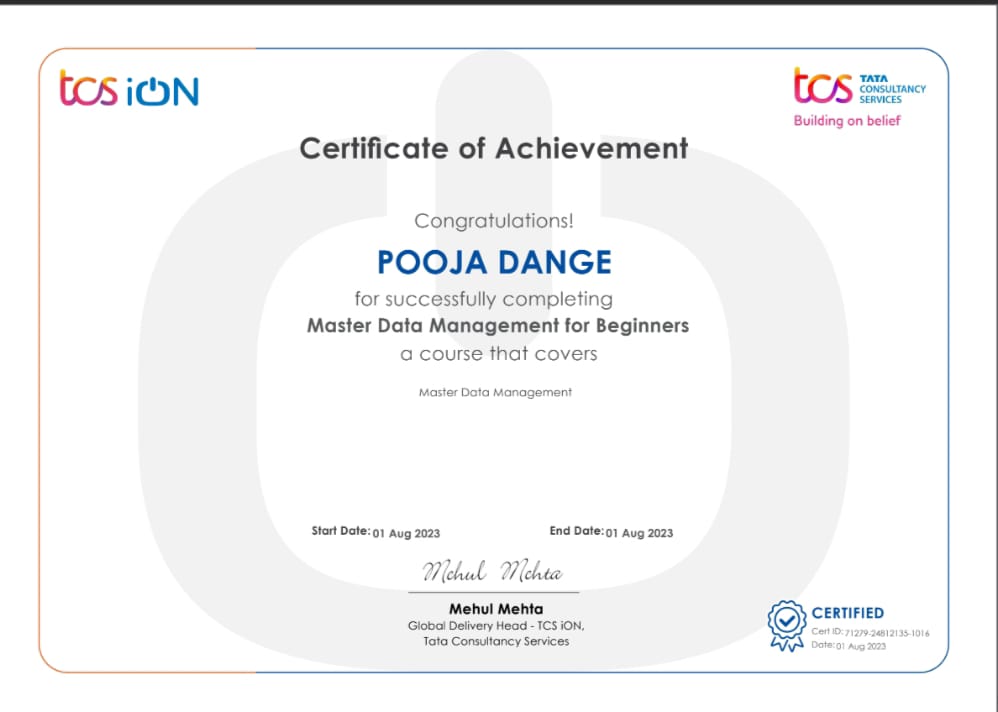 tcs iON
tcs TATA
CONSULTANCY
SERVICES
Building on belief
Certificate of Achievement
Congratulations!
POOJA DANGE
for successfully completing
Master Data Management for Beginners
a course that covers
Master Data Management
Start Date: 01 Aug 2023 End Date: 01 Aug 2023
Mehul Mehta
Mehul Mehta
Global Delivery Head - TCS iON,
Tata Consultancy Services
CERTIFIED
Cert ID: 71279-24812135-1016
Date: 01 Aug 2023